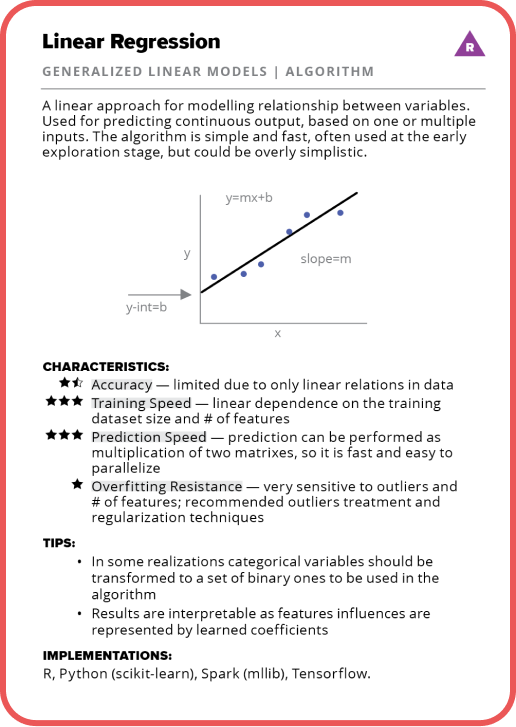 Linear Regression
R
GENERALIZED LINEAR MODELS | ALGORITHM
A linear approach for modelling relationship between variables.
Used for predicting continuous output, based on one or multiple
inputs. The algorithm is simple and fast, often used at the early
exploration stage, but could be overly simplistic.
y=mx+b
y
slope=m
y-int=b
x
CHARACTERISTICS:
Accuracy — limited due to only linear relations in data
Training Speed — linear dependence on the training
dataset size and # of features
Prediction Speed — prediction can be performed as
multiplication of two matrixes, so it is fast and easy to
parallelize
Overfitting Resistance — very sensitive to outliers and
# of features; recommended outliers treatment and
regularization techniques
TIPS:
• In some realizations categorical variables should be
transformed to a set of binary ones to be used in the
algorithm
• Results are interpretable as features influences are
represented by learned coefficients
IMPLEMENTATIONS:
R, Python (scikit-learn), Spark (mllib), Tensorflow.